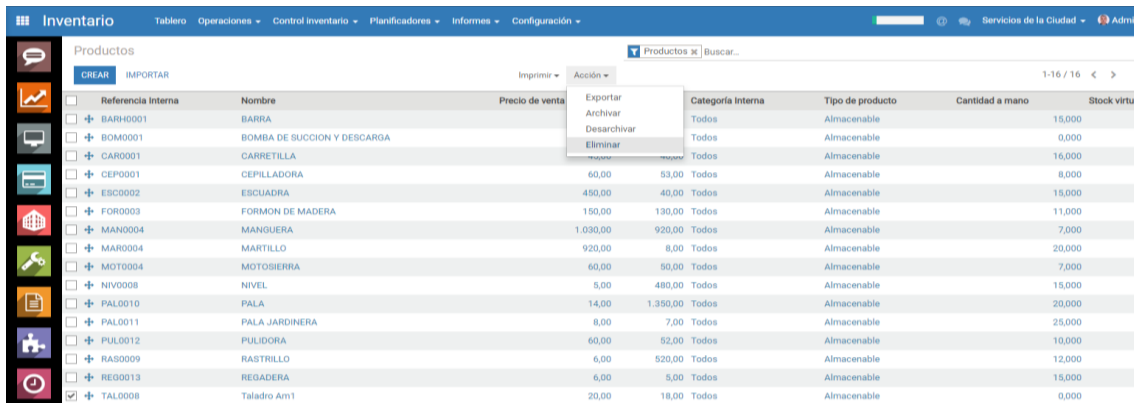 Inventario Tablero Operaciones Control inventario Planificadores Informes Configuración @ Servicios de la Ciudad Admi
Productos Productos x Buscar...
CREAR IMPORTAR Imprimir Acción 1-16 / 16 < >
Referencia Interna Nombre Precio de venta Categoría Interna Tipo de producto Cantidad a mano Stock virtu
Exportar
Archivar
Desarchivar
Eliminar
BARH0001 BARRA Todos Almacenable 15,000
BOM0001 BOMBA DE SUCCION Y DESCARGA Todos Almacenable 0,000
CAR0001 CARRETILLA Todos Almacenable 16,000
CEP0001 CEPILLADORA 60,00 53,00 Todos Almacenable 8,000
ESC0002 ESCUADRA 450,00 40,00 Todos Almacenable 15,000
FOR0003 FORMON DE MADERA 150,00 130,00 Todos Almacenable 11,000
MAN0004 MANGUERA 1.030,00 920,00 Todos Almacenable 7,000
MAR0004 MARTILLO 920,00 8,00 Todos Almacenable 20,000
MOT0004 MOTOSIERRA 60,00 50,00 Todos Almacenable 7,000
NIV0008 NIVEL 5,00 480,00 Todos Almacenable 15,000
PAL0010 PALA 14,00 1.350,00 Todos Almacenable 20,000
PAL0011 PALA JARDINERA 8,00 7,00 Todos Almacenable 25,000
PUL0012 PULIDORA 60,00 52,00 Todos Almacenable 10,000
RAS0009 RASTRILLO 6,00 520,00 Todos Almacenable 12,000
REG0013 REGADERA 6,00 5,00 Todos Almacenable 15,000
TAL0008 Taladro Am1 20,00 18,00 Todos Almacenable 0,000